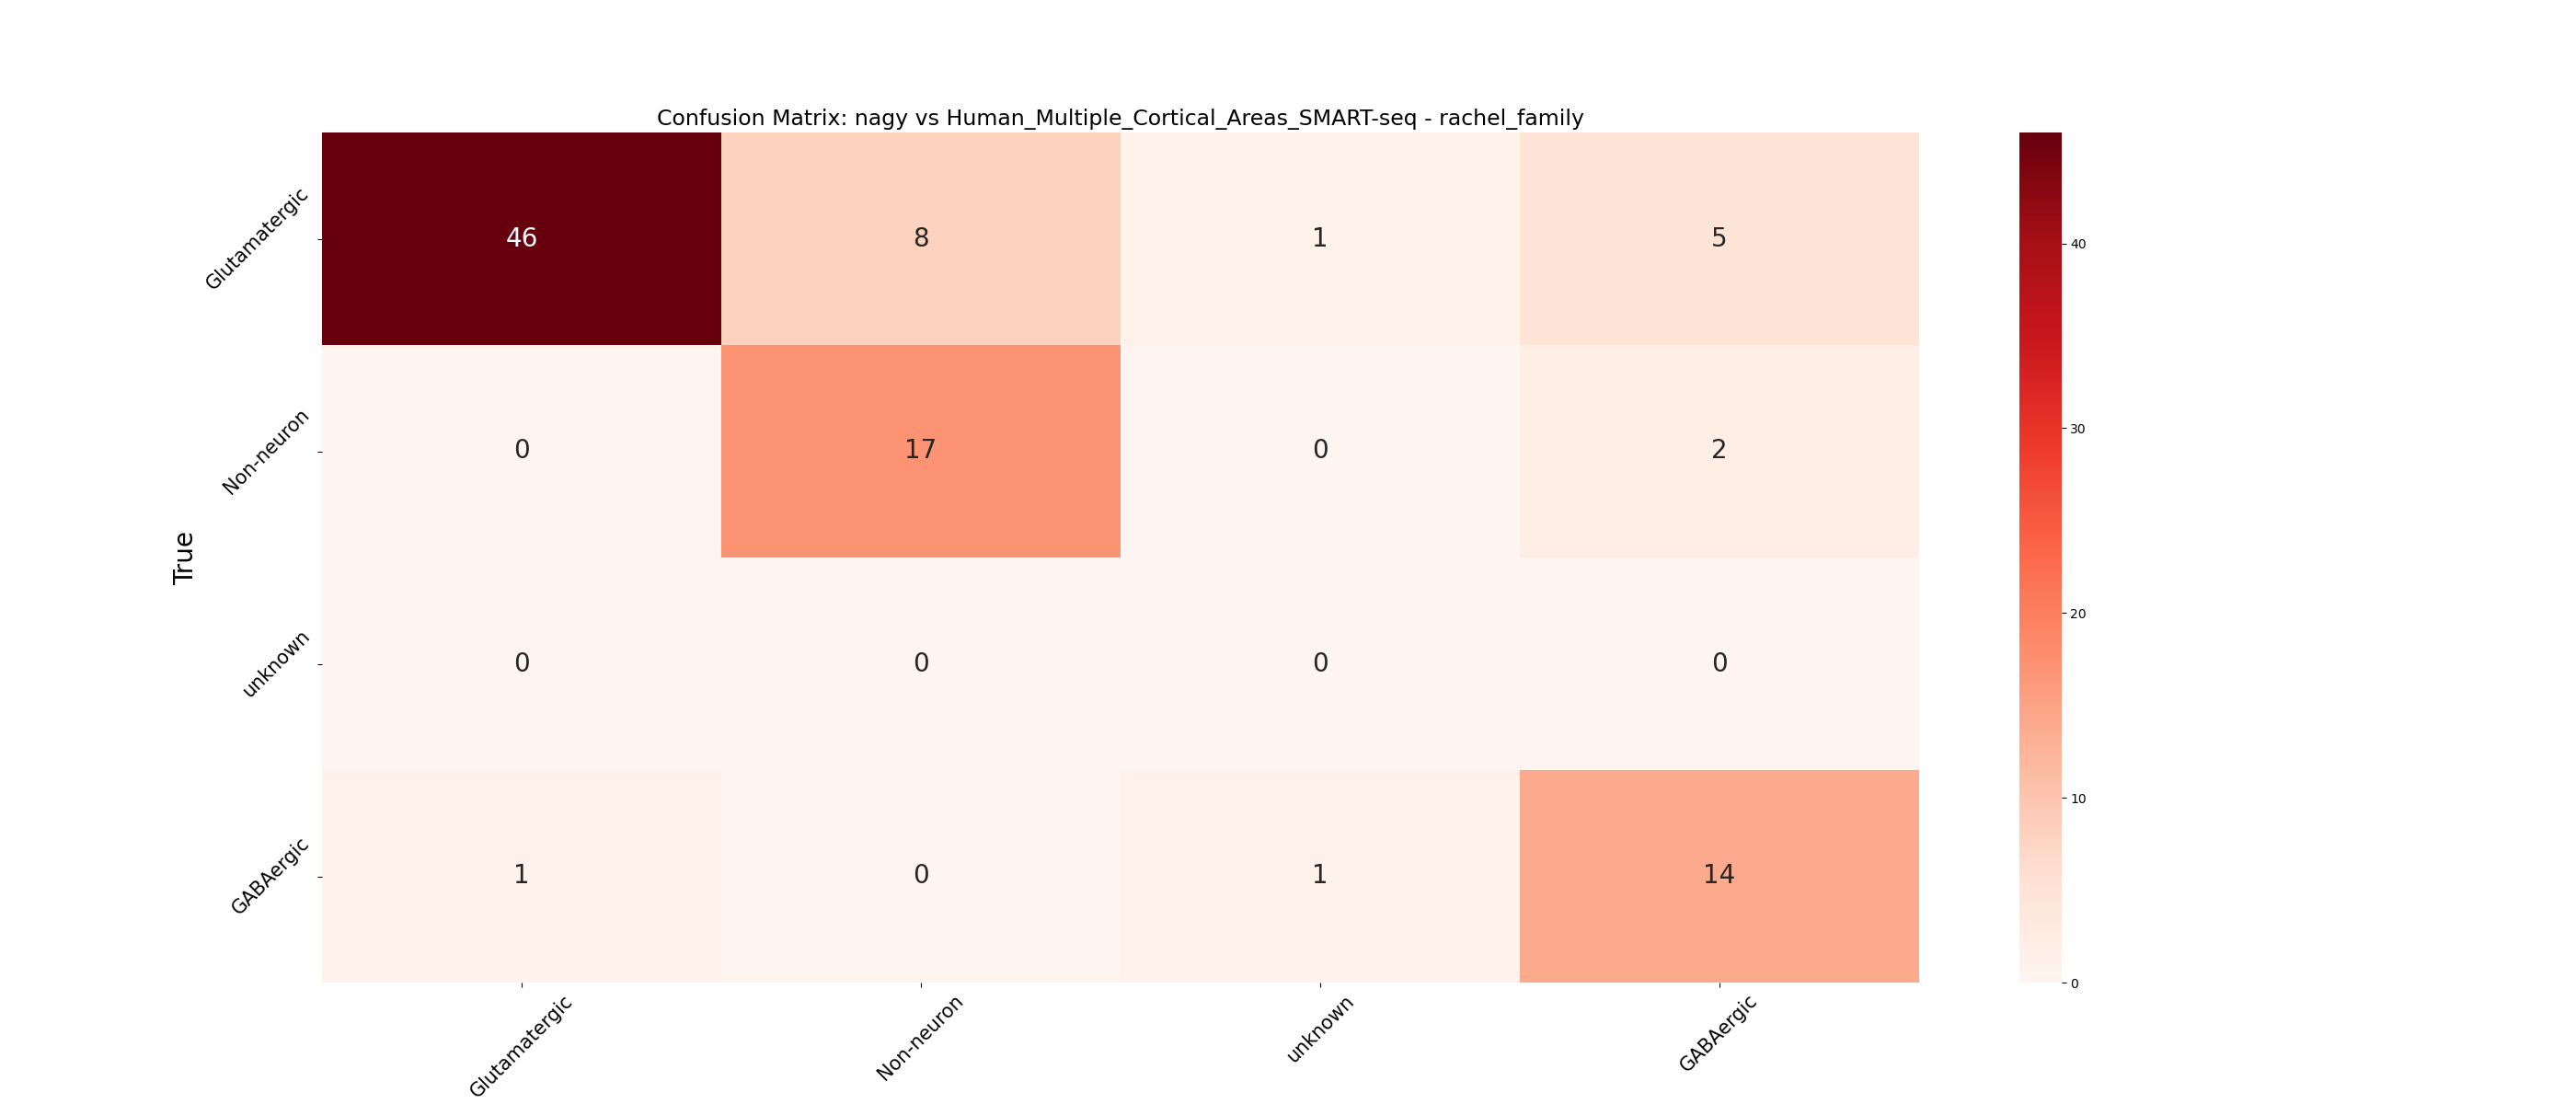 Confusion Matrix: nagy vs Human_Multiple_Cortical_Areas_SMART-seq - rachel_family
Glutamatergic
46 8 1 5
Non-neuron
0 17 0 2
unknown
0 0 0 0
GABAergic
1 0 1 14
True
Glutamatergic Non-neuron unknown GABAergic
40
30
20
10
0